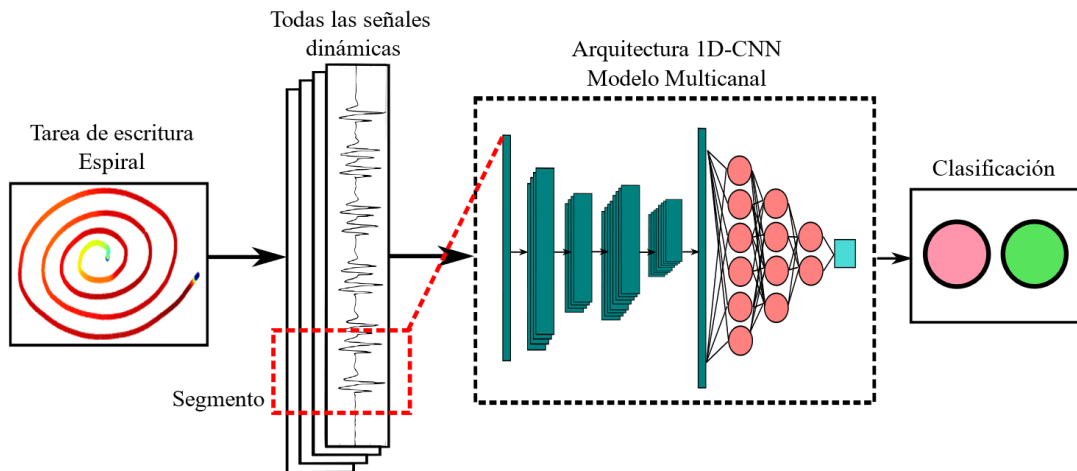 Todas las señales
dinámicas
Arquitectura 1D-CNN
Modelo Multicanal
Tarea de escritura
Espiral
Clasificación
Segmento